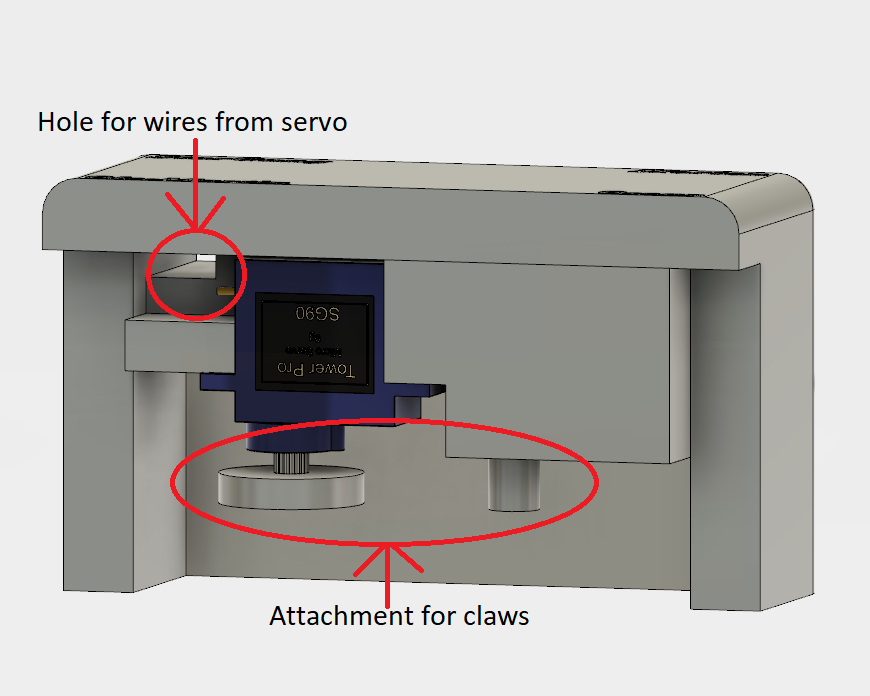 Hole for wires from servo
SG90
Tower Pro
Attachment for claws